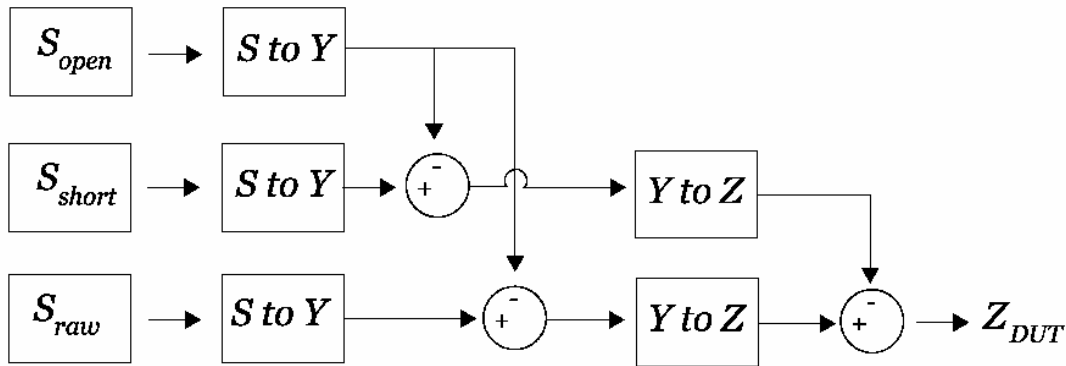 S_open
S to Y
S_short
S to Y
-
+
Y to Z
S_raw
S to Y
-
+
Y to Z
-
+
Z_DUT